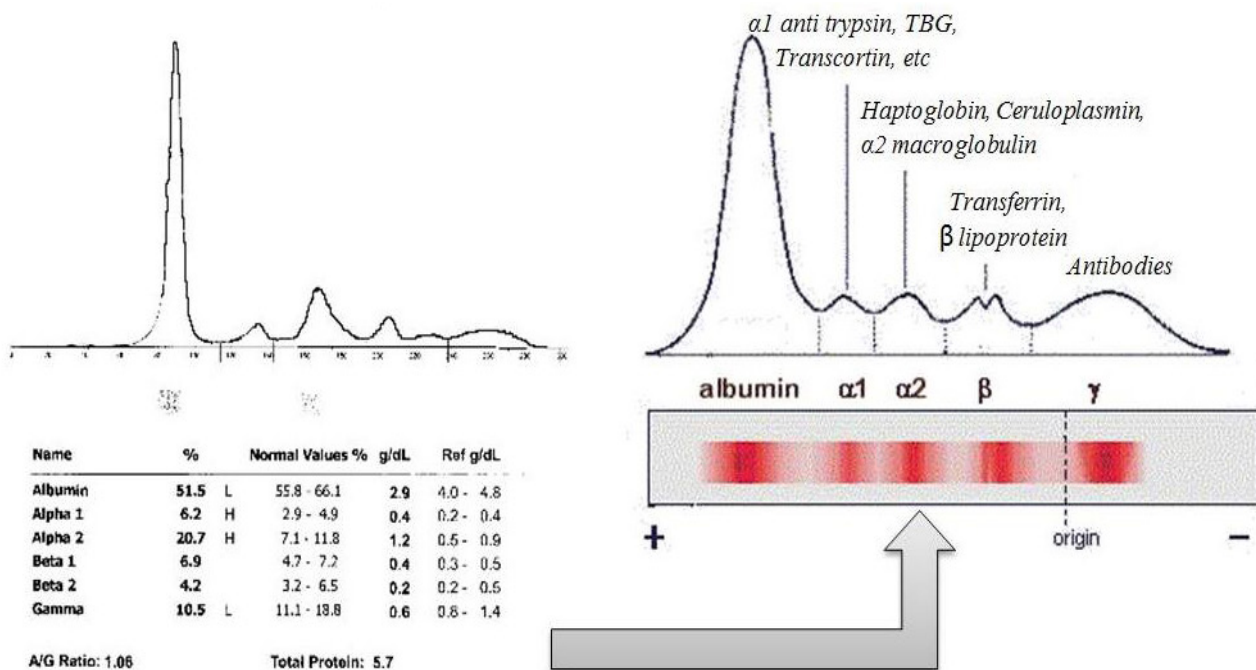 α1 anti trypsin, TBG,
Transcortin, etc
Haptoglobin, Ceruloplasmin,
α2 macroglobulin
Transferrin,
β lipoprotein
Antibodies
albumin α1 α2 β γ
+ origin −
Name % Normal Values % g/dL Ref g/dL
Albumin 51.5 L 55.8 - 66.1 2.9 4.0 - 4.8
Alpha 1 6.2 H 2.9 - 4.9 0.4 0.2 - 0.4
Alpha 2 20.7 H 7.1 - 11.8 1.2 0.5 - 0.9
Beta 1 6.9 4.7 - 7.2 0.4 0.3 - 0.5
Beta 2 4.2 3.2 - 6.5 0.2 0.2 - 0.5
Gamma 10.5 L 11.1 - 18.8 0.6 0.8 - 1.4
A/G Ratio: 1.06 Total Protein: 5.7